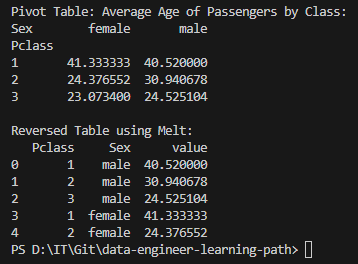 Pivot Table: Average Age of Passengers by Class:
Sex        female       male
Pclass
1       41.333333  40.520000
2       24.376552  30.940678
3       23.073400  24.525104
Reversed Table using Melt:
   Pclass     Sex      value
0       1    male  40.520000
1       2    male  30.940678
2       3    male  24.525104
3       1  female  41.333333
4       2  female  24.376552
PS D:\IT\Git\data-engineer-learning-path>